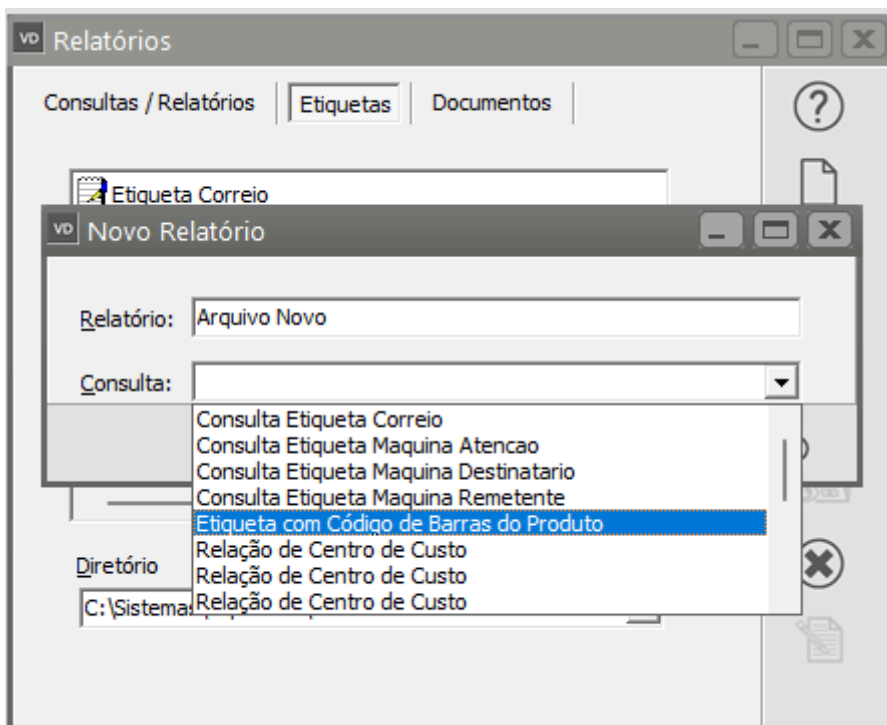 VD Relatórios
Consultas / Relatórios Etiquetas Documentos
?
Etiqueta Correio
VD Novo Relatório
Relatório: Arquivo Novo
Consulta:
Consulta Etiqueta Correio
Consulta Etiqueta Maquina Atencao
Consulta Etiqueta Maquina Destinatario
Consulta Etiqueta Maquina Remetente
Etiqueta com Código de Barras do Produto
Relação de Centro de Custo
Relação de Centro de Custo
Diretório
Relação de Centro de Custo
C:\Sistemas